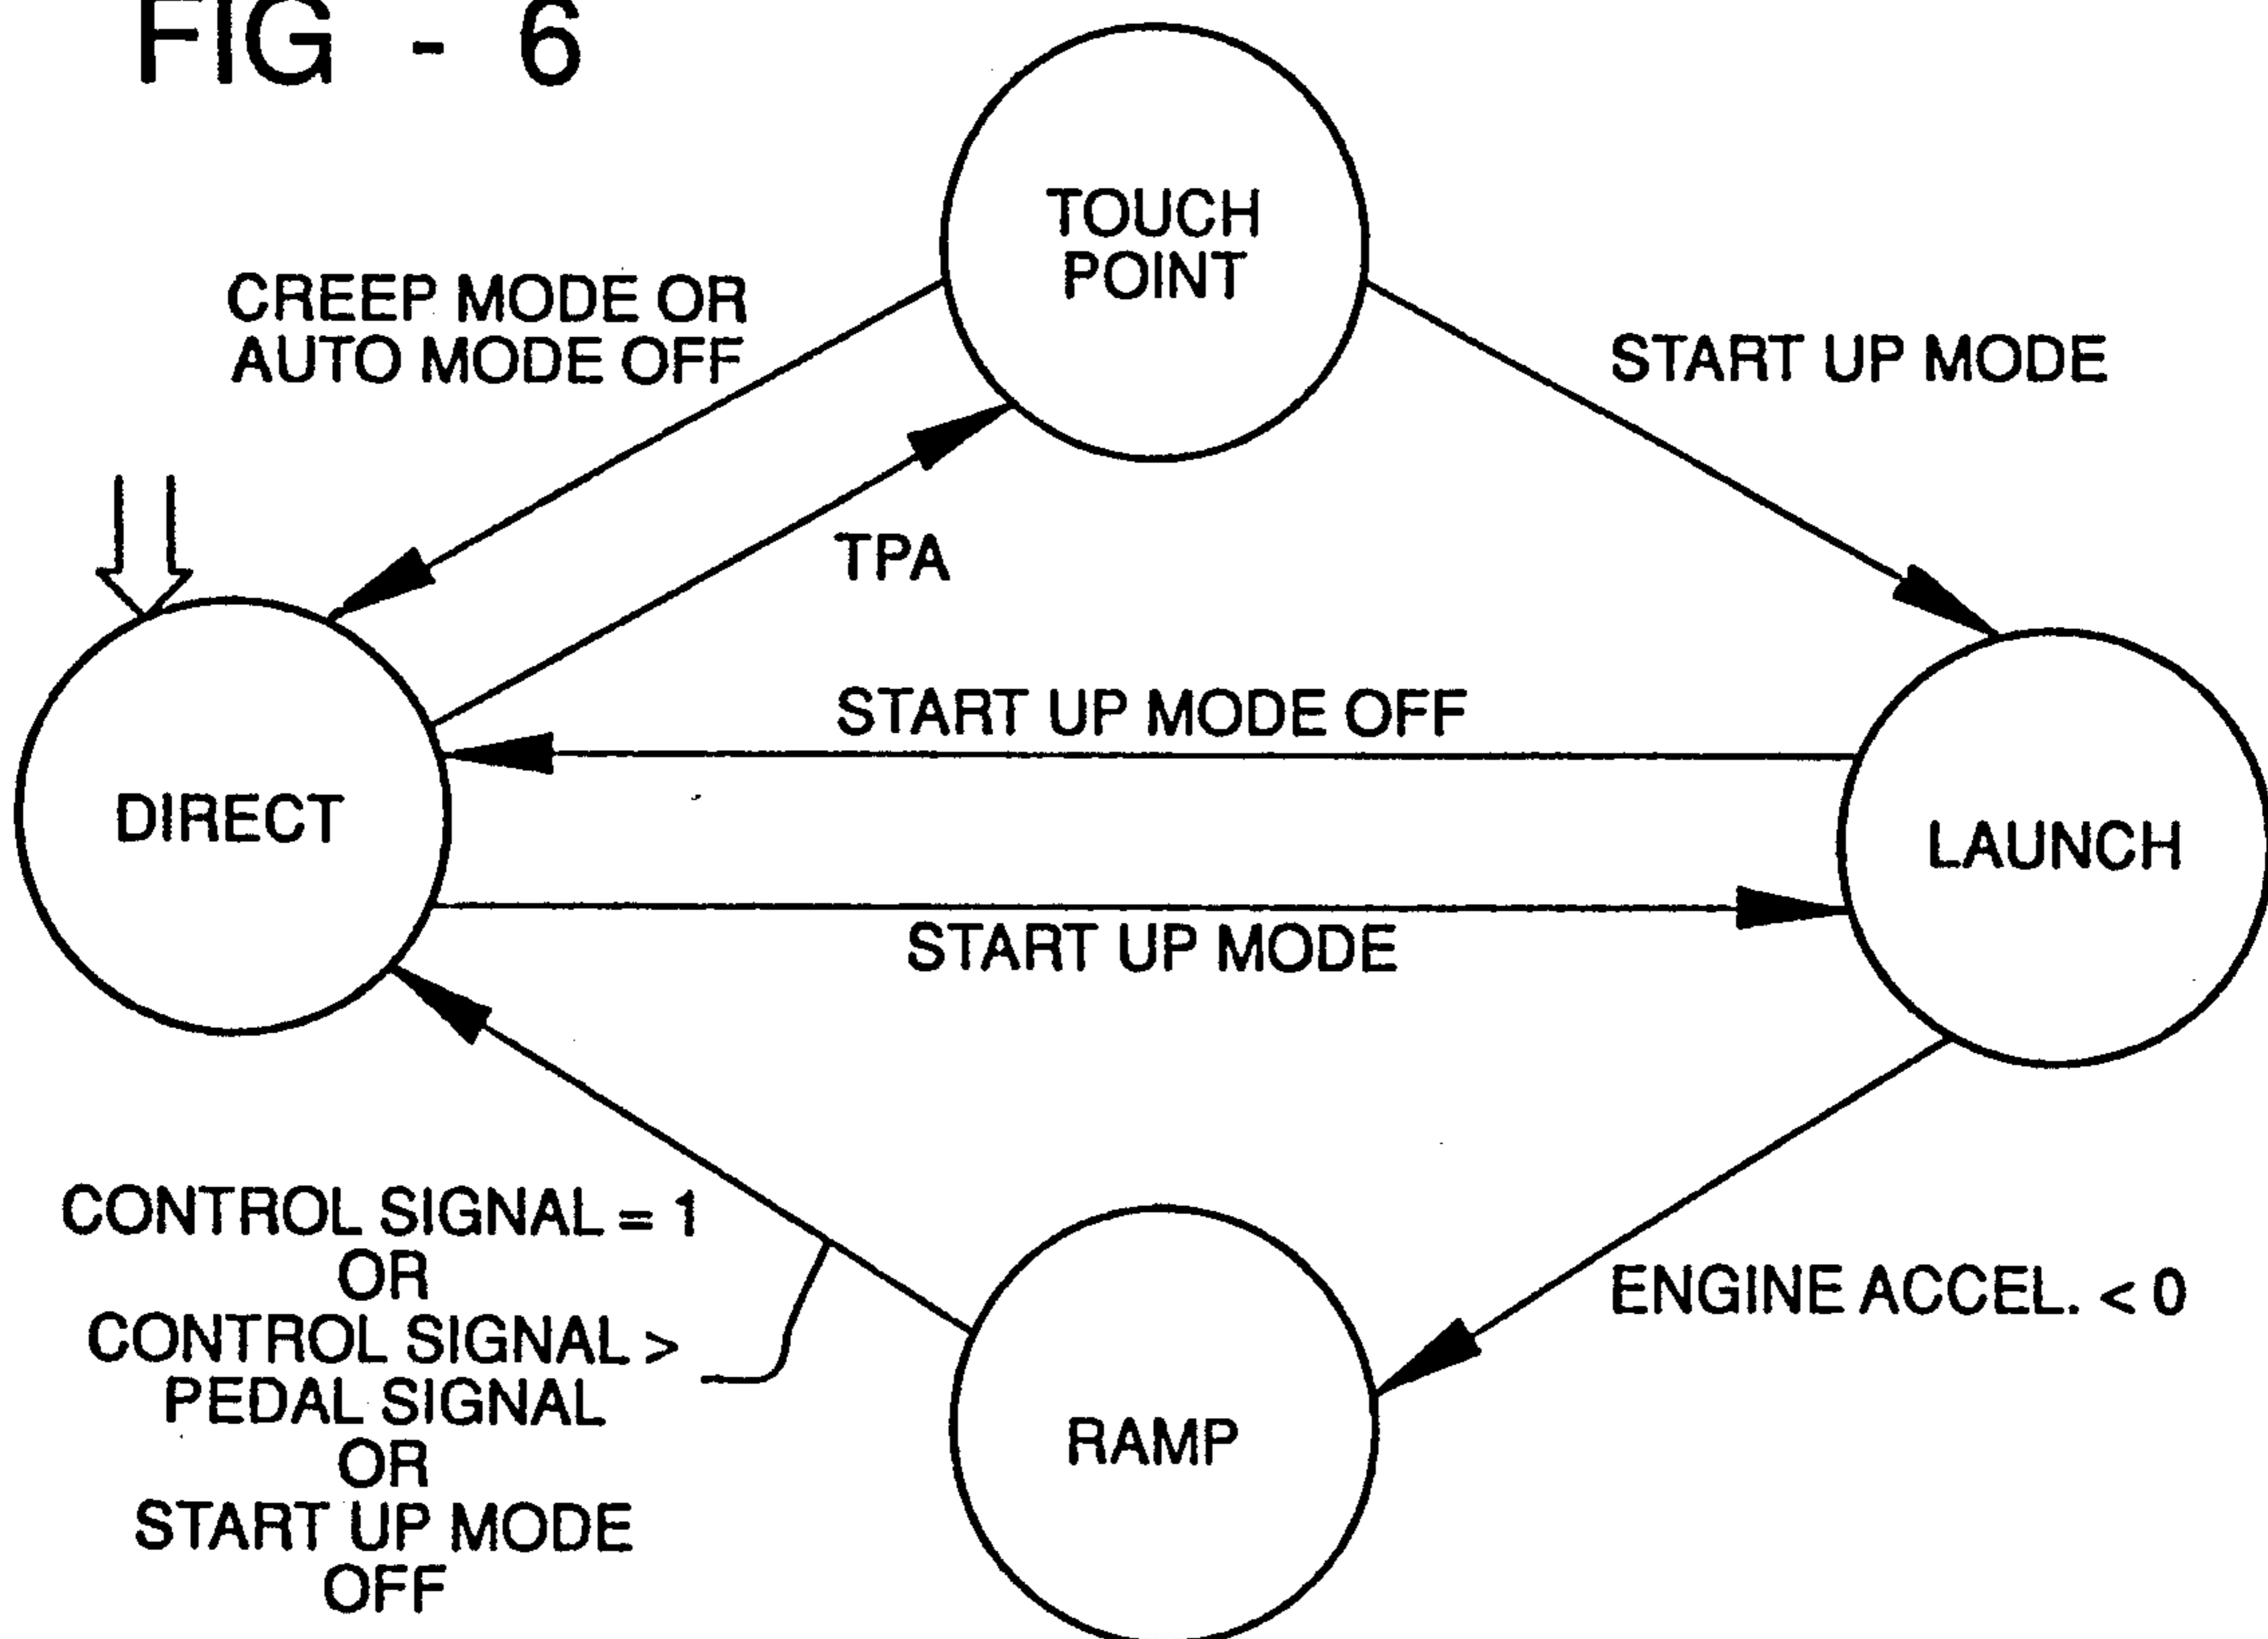 FIG - 6
TOUCH
POINT
CREEP MODE OR
AUTO MODE OFF
START UP MODE
TPA
START UP MODE OFF
DIRECT
LAUNCH
START UP MODE
CONTROL SIGNAL = 1
OR
CONTROL SIGNAL >
PEDAL SIGNAL
OR
START UP MODE
OFF
ENGINE ACCEL. < 0
RAMP